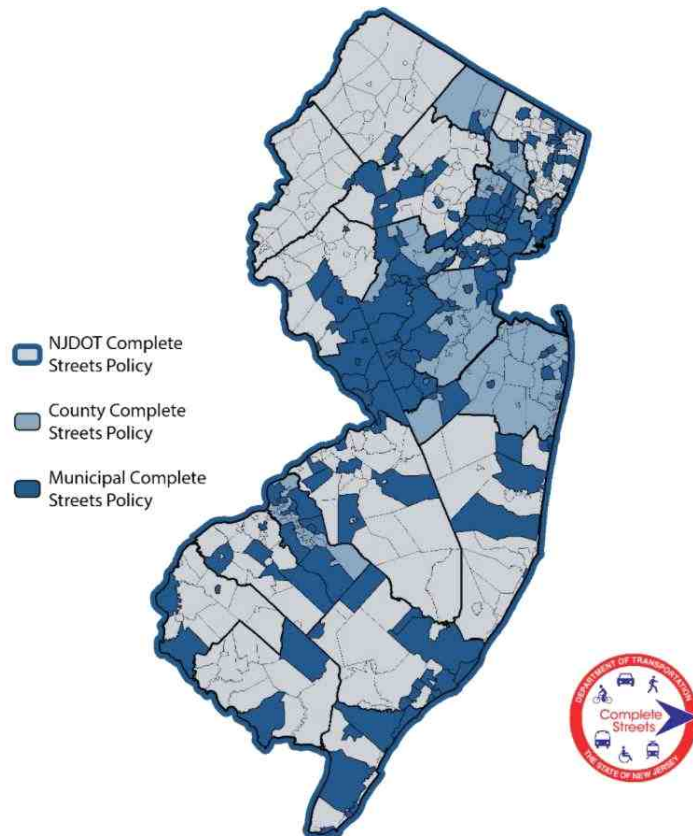 NJDOT Complete
Streets Policy
County Complete
Streets Policy
Municipal Complete
Streets Policy
DEPARTMENT OF TRANSPORTATION
Complete
Streets
THE STATE OF NEW JERSEY